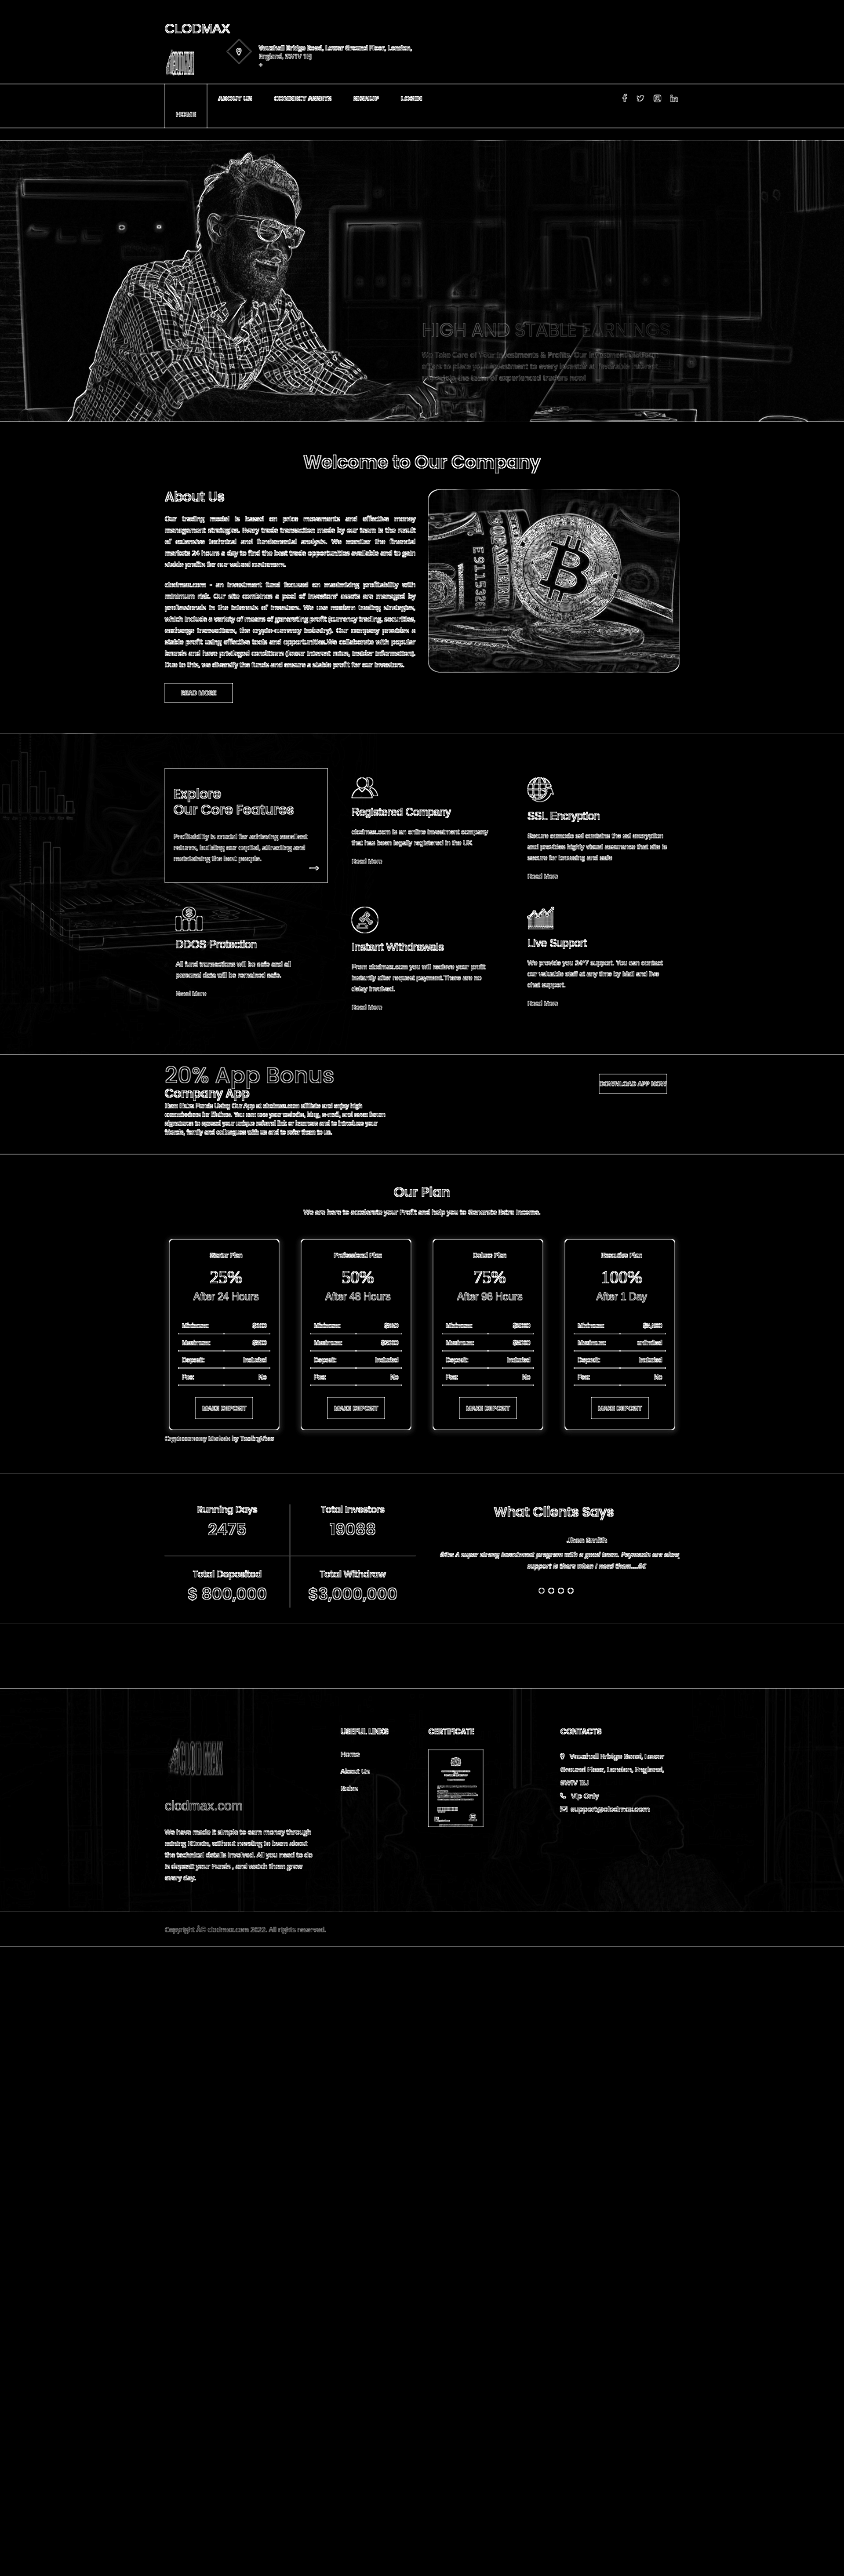 CLODMAX
Vauxhall Bridge Road, Lower Ground Floor, London,
England, SW1V 1IJ
ABOUT US
CONNECT ASSETS
SIGNUP
LOGIN
HOME
HIGH AND STABLE EARNINGS
We Take Care of Your Investments & Profits. Our investment platform
offers to place your investment to every investor at favorable interest
of experienced traders now!
Welcome to Our Company
About Us
Our trading model is based on price movements and effective money
management strategies. Every trade transaction made by our team is the result
of extensive technical and fundamental analysis. We monitor the financial
markets 24 hours a day to find the best trade opportunities available and to gain
stable profits for our valued customers.
clodmax.com - an investment fund focused on maximizing profitability with
minimum risk. Our site combines a pool of investors' assets are managed by
professionals in the interests of investors. We use modern trading strategies,
which include a variety of means of generating profit (currency trading, securities,
exchange transactions, the crypto-currency industry). Our company provides a
stable profit using effective tools and opportunities.We collaborate with popular
brands and have privileged conditions (lower interest rates, insider information).
Due to this, we diversify the funds and ensure a stable profit for our investors.
READ MORE
Explore
Our Core Features
Profitability is crucial for achieving excellent
returns, building our capital, attracting and
maintaining the best people.
Registered Company
clodmax.com is an online investment company
that has been legally registered in the UK
Read More
SSL Encryption
Secure comodo ssl contains the ssl encryption
and provides highly visual assurance that site is
secure for browsing and safe
Read More
DDOS Protection
All fund transactions will be safe and all
personal data will be remained safe.
Read More
Instant Withdrawals
From clodmax.com you will recieve your profit
instantly after request payment.There are no
delay involved.
Read More
Live Support
We provide you 24*7 support. You can contact
our valuable staff at any time by Mail and live
chat support.
Read More
20% App Bonus
Company App
Earn Extra Funds Using Our App at clodmax.com affiliate and enjoy high
commissions for lifetime. You can use your website, blog, e-mail, and even forum
signatures to spread your unique referral link or banners and to introduce your
friends, family and colleagues with us and to refer them to us.
DOWNLOAD APP NOW
Our Plan
We are here to accelerate your Profit and help you to Generate Extra Income.
Starter Plan
25%
After 24 Hours
Minimum:
$100
Maximum:
Deposit:
Included
Fee:
No
MAKE DEPOSIT
Professional Plan
50%
After 48 Hours
Minimum:
Maximum:
Deposit:
Included
Fee:
No
MAKE DEPOSIT
Deluxe Plan
75%
After 96 Hours
Minimum:
Maximum:
Deposit:
Included
Fee:
No
MAKE DEPOSIT
Executive Plan
100%
After 1 Day
Minimum:
Maximum:
unlimited
Deposit:
Included
Fee:
No
MAKE DEPOSIT
Cryptocurrency Markets by TradingView
Running Days
2475
Total Investors
19088
Total Deposited
$ 800,000
Total Withdraw
$3,000,000
What Clients Says
Jhon Smith
A super strong investment program with a good team. Payments are slow,
support is there when I need them....
CLOD MAX
clodmax.com
We have made it simple to earn money through
mining Bitcoin, without needing to learn about
the technical details involved. All you need to do
is deposit your Funds , and watch them grow
every day.
USEFUL LINKS
Home
About Us
Rules
CERTIFICATE
CONTACTS
Vauxhall Bridge Road, Lower
Ground Floor, London, England,
SW1V 1IJ
Vip Only
support@clodmax.com
Copyright Â© clodmax.com 2022. All rights reserved.